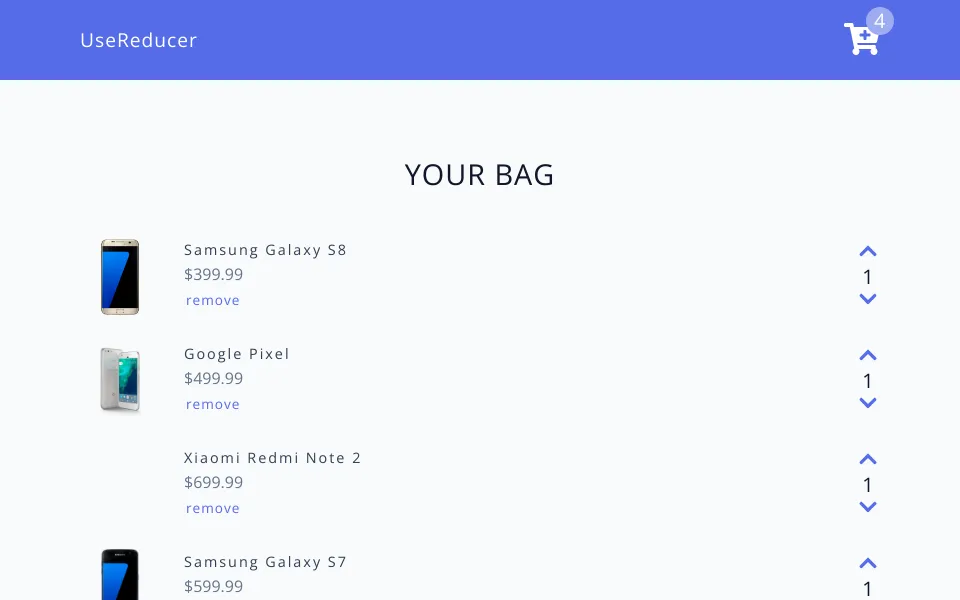 UseReducer
4
YOUR BAG
Samsung Galaxy S8
$399.99
remove
1
Google Pixel
$499.99
remove
1
Xiaomi Redmi Note 2
$699.99
remove
1
Samsung Galaxy S7
$599.99
1